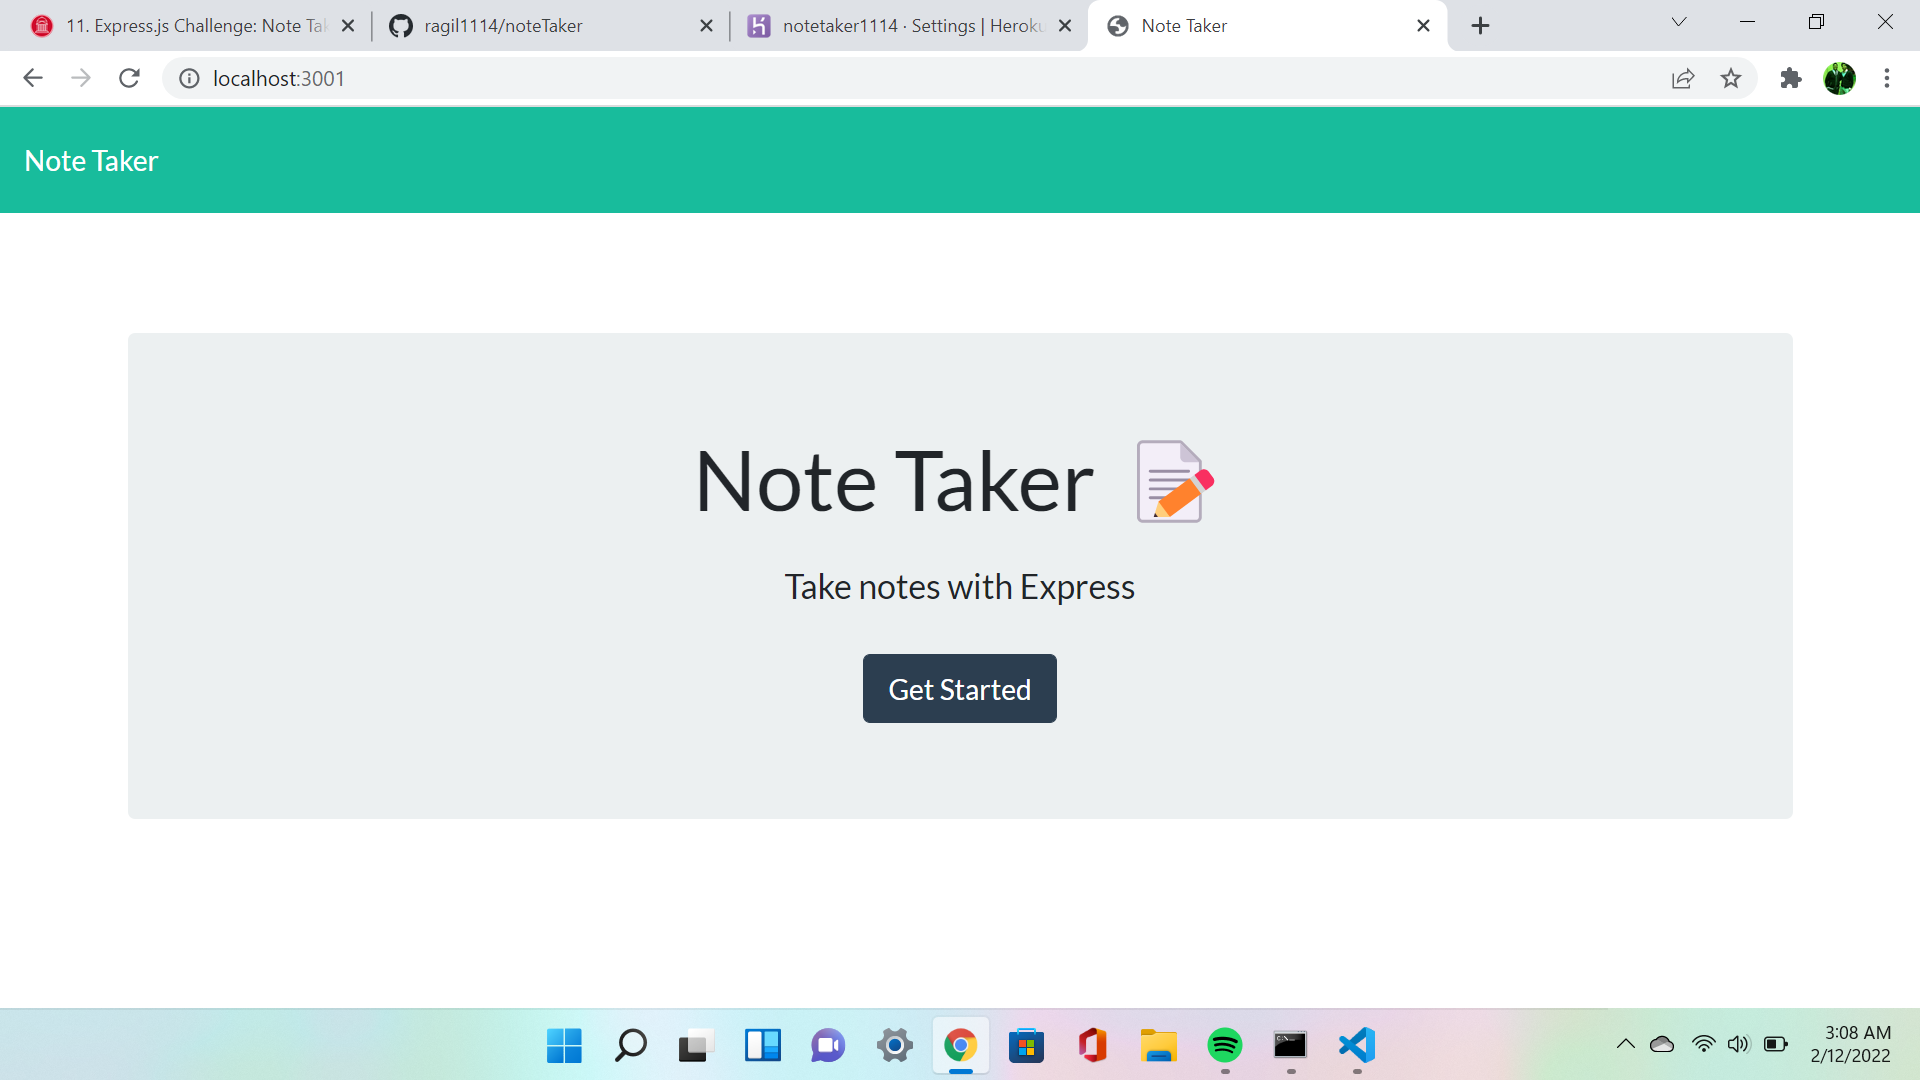 11. Express.js Challenge: Note Tak
ragil1114/noteTaker
notetaker1114 · Settings | Heroku
Note Taker
localhost:3001
Note Taker
Note Taker
Take notes with Express
Get Started
3:08 AM
2/12/2022